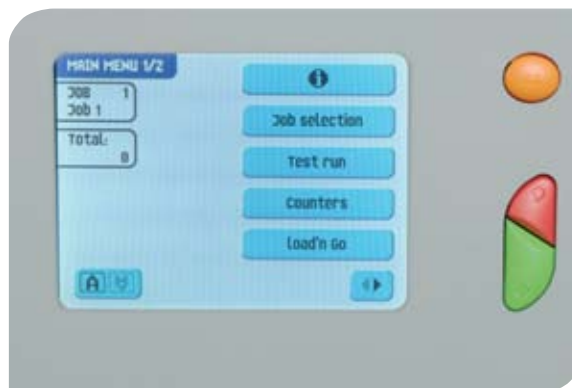 MAIN MENU 1/2
JOB 1
Job 1
Total:
0
i
Job selection
Test run
Counters
load'n Go
A